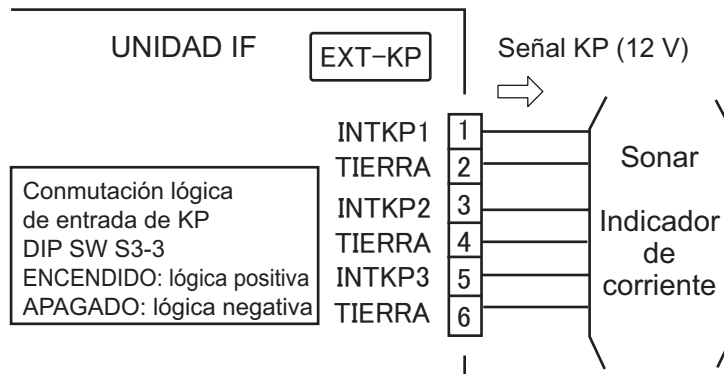 UNIDAD IF
EXT-KP
Señal KP (12 V)
INTKP1 1
TIERRA 2
INTKP2 3
TIERRA 4
INTKP3 5
TIERRA 6
Conmutación lógica
de entrada de KP
DIP SW S3-3
ENCENDIDO: lógica positiva
APAGADO: lógica negativa
Sonar
Indicador
de
corriente